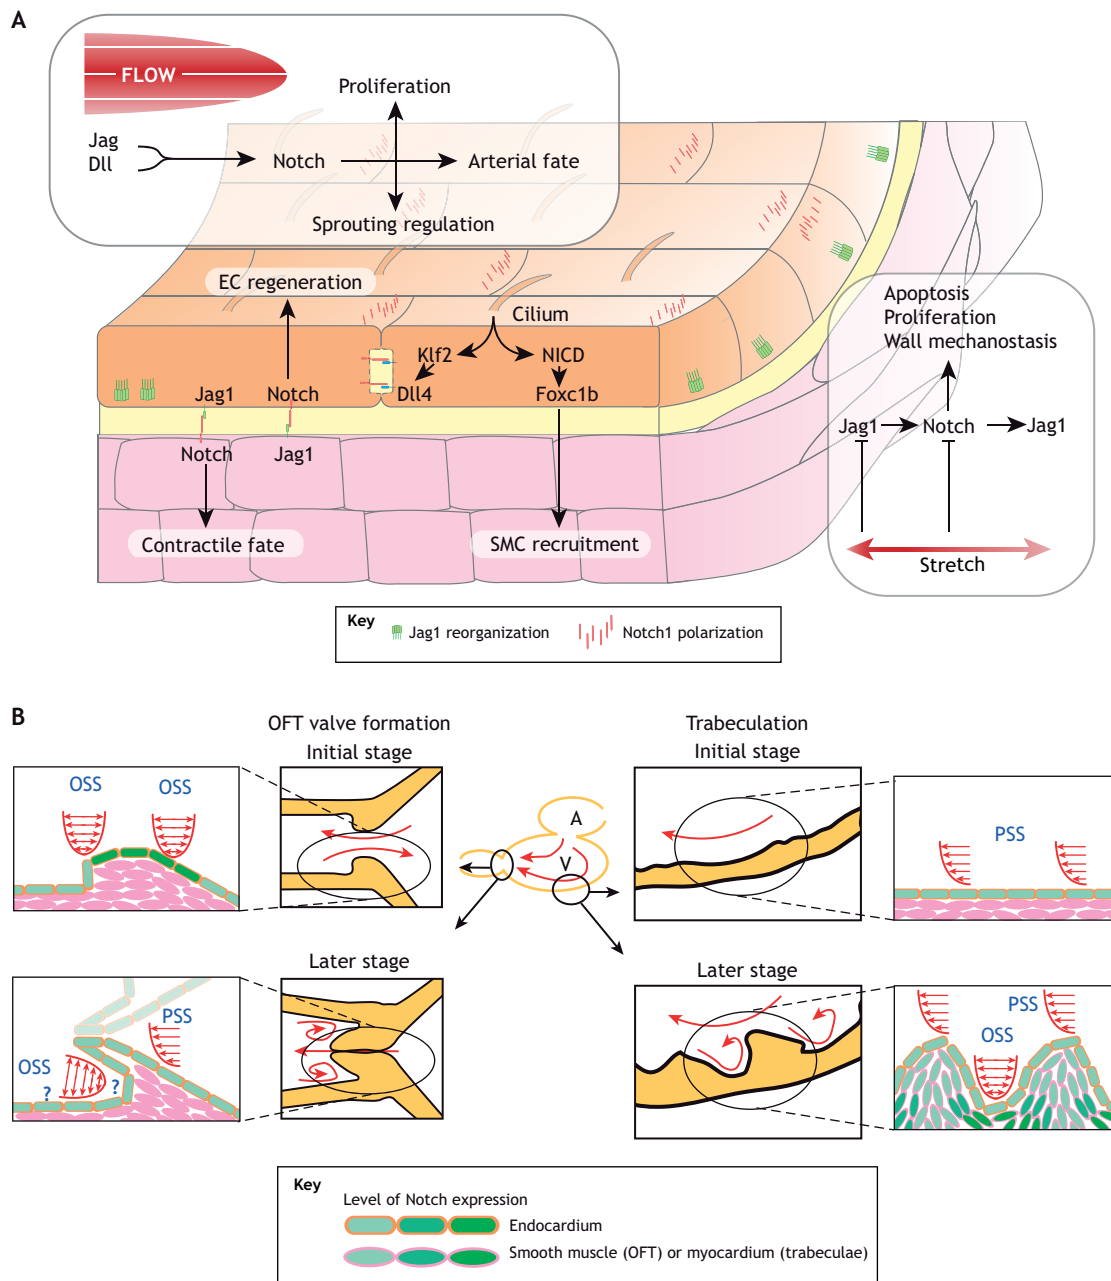 A
FLOW
Proliferation
Jag
Dll
Notch
Arterial fate
Sprouting regulation
EC regeneration
Cilium
Klf2
NICD
Dll4
Foxc1b
Jag1
Notch
Notch
Jag1
Contractile fate
SMC recruitment
Apoptosis
Proliferation
Wall mechanostasis
Jag1
Notch
Jag1
Stretch
Key
Jag1 reorganization
Notch1 polarization
B
OFT valve formation
Initial stage
Trabeculation
Initial stage
OSS
OSS
A
V
PSS
PSS
OSS
?
?
Later stage
Later stage
PSS
PSS
OSS
Key
Level of Notch expression
Endocardium
Smooth muscle (OFT) or myocardium (trabeculae)